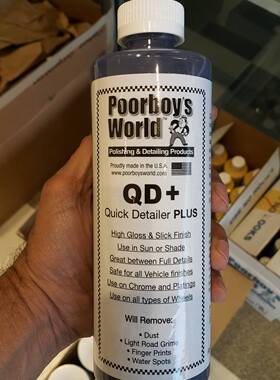 Poorboy's
World™
Polishing & Detailing Products
Proudly made in the U.S.A.
www.poorboysworld.com
QD+
Quick Detailer PLUS
High Gloss & Slick Finish
Use in Sun or Shade
Great between Full Details
Safe for all Vehicle finishes
Use on Chrome and Platings
Use on all types of Wheels
Will Remove:
• Dust
• Light Road Grime
• Finger Prints
• Water Spots